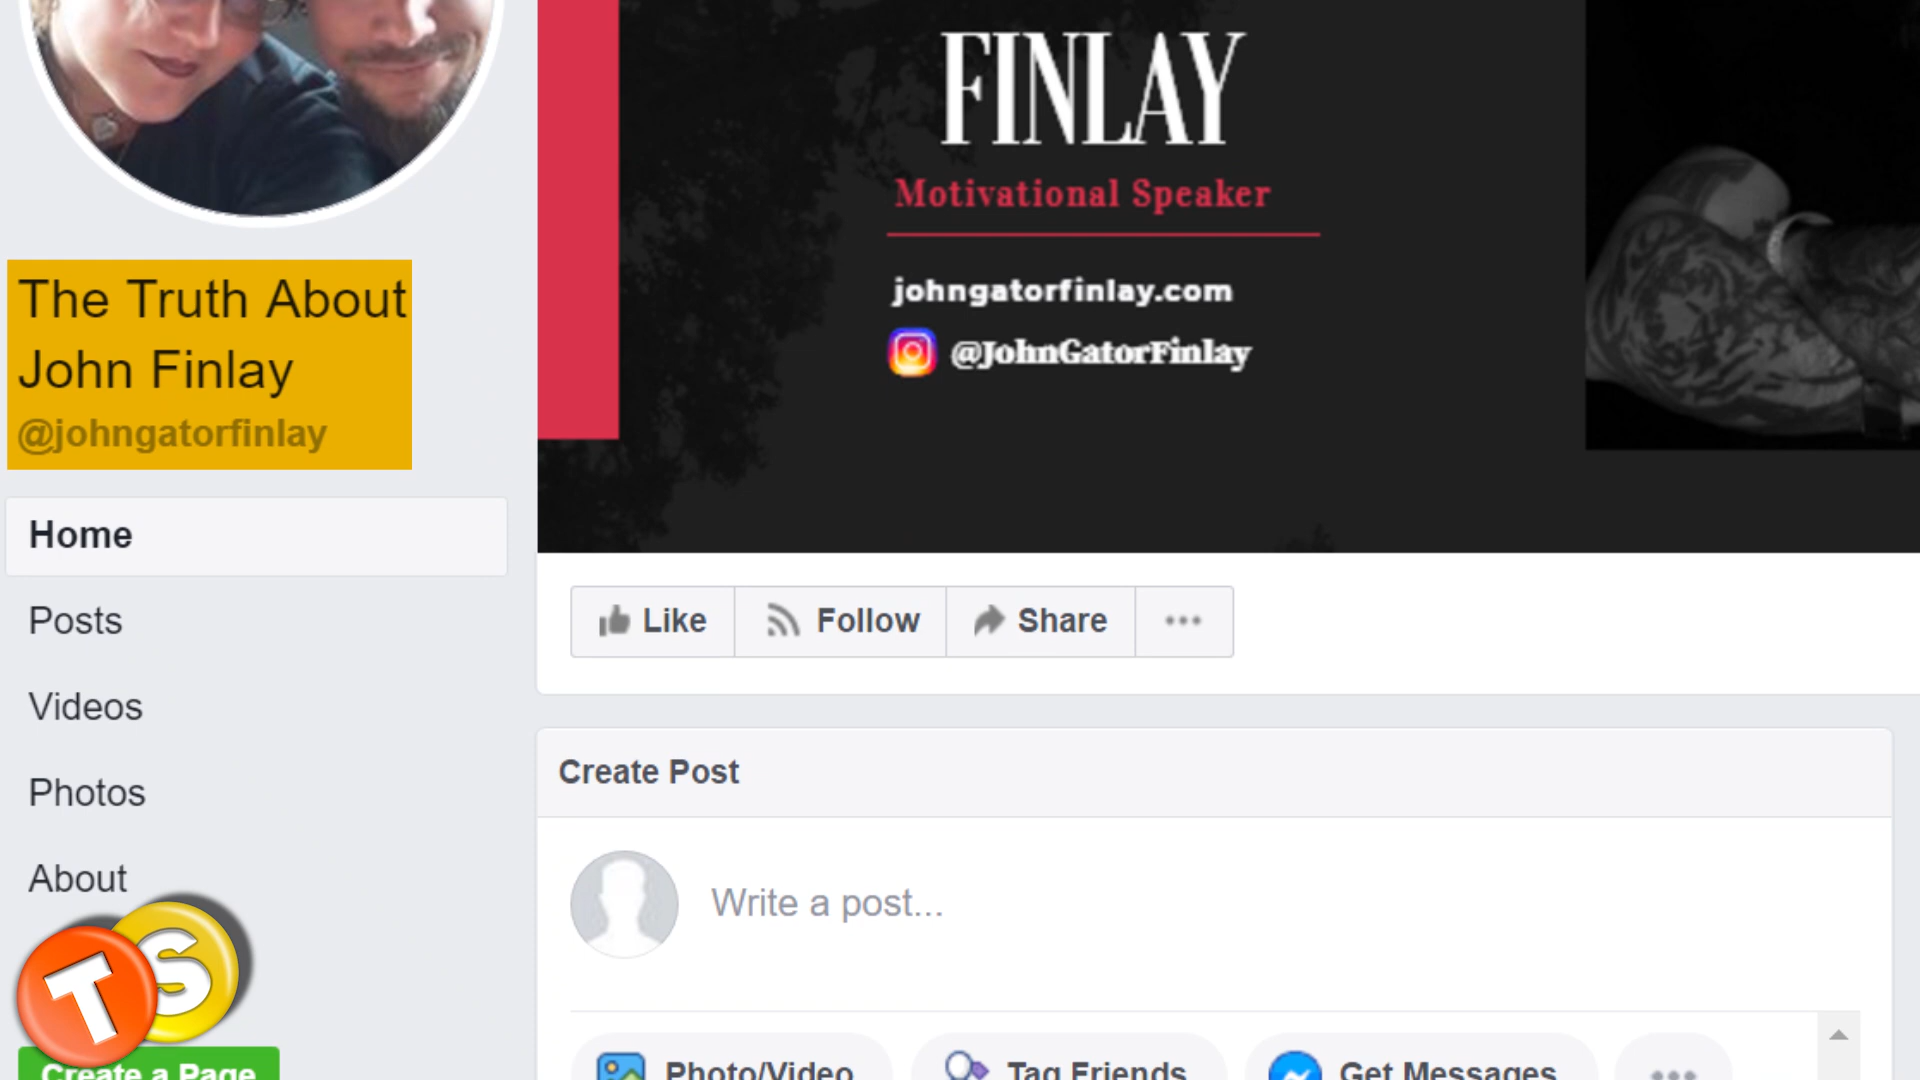 FINLAY
Motivational Speaker
johngatorfinlay.com
@JohnGatorFinlay
The Truth About
John Finlay
@johngatorfinlay
Home
Posts
Videos
Photos
About
Like
Follow
Share
Create Post
Write a post...
TS
Create a Page
Photo/Video
Tag Friends
Get Messages